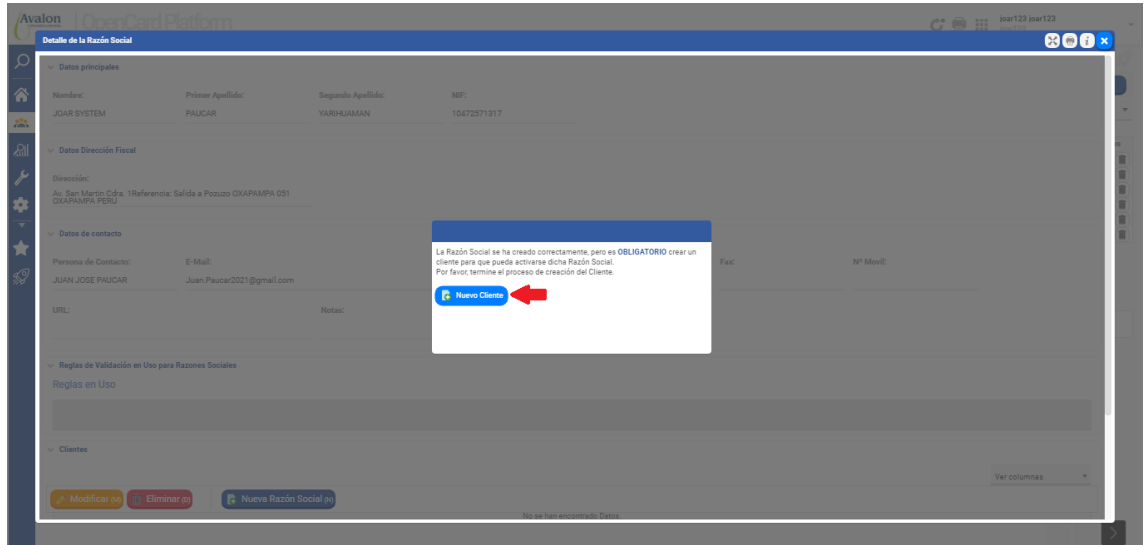 Avalon OpenCard Platform
joar123 joar123
Detalle de la Razón Social
Datos principales
Nombre: Primer Apellido: Segundo Apellido: NIF:
JOAR SYSTEM PAUCAR YARIHUAMAN 10472571317
Datos Dirección Fiscal
Dirección:
Av. San Martin Cdra. 1Referencia: Salida a Pozuzo OXAPAMPA 051
OXAPAMPA PERÚ
Datos de contacto
Persona de Contacto: E-Mail: Fax: Nº Movil:
JUAN JOSE PAUCAR Juan.Paucar2021@gmail.com
La Razón Social se ha creado correctamente, pero es OBLIGATORIO crear un
cliente para que pueda activarse dicha Razón Social.
Por favor, termine el proceso de creación del Cliente.
Nuevo Cliente
URL: Notas:
Reglas de Validación en Uso para Razones Sociales
Reglas en Uso
Clientes
Ver columnas
Modificar (M) Eliminar (D) Nueva Razón Social (N)
No se han encontrado Datos